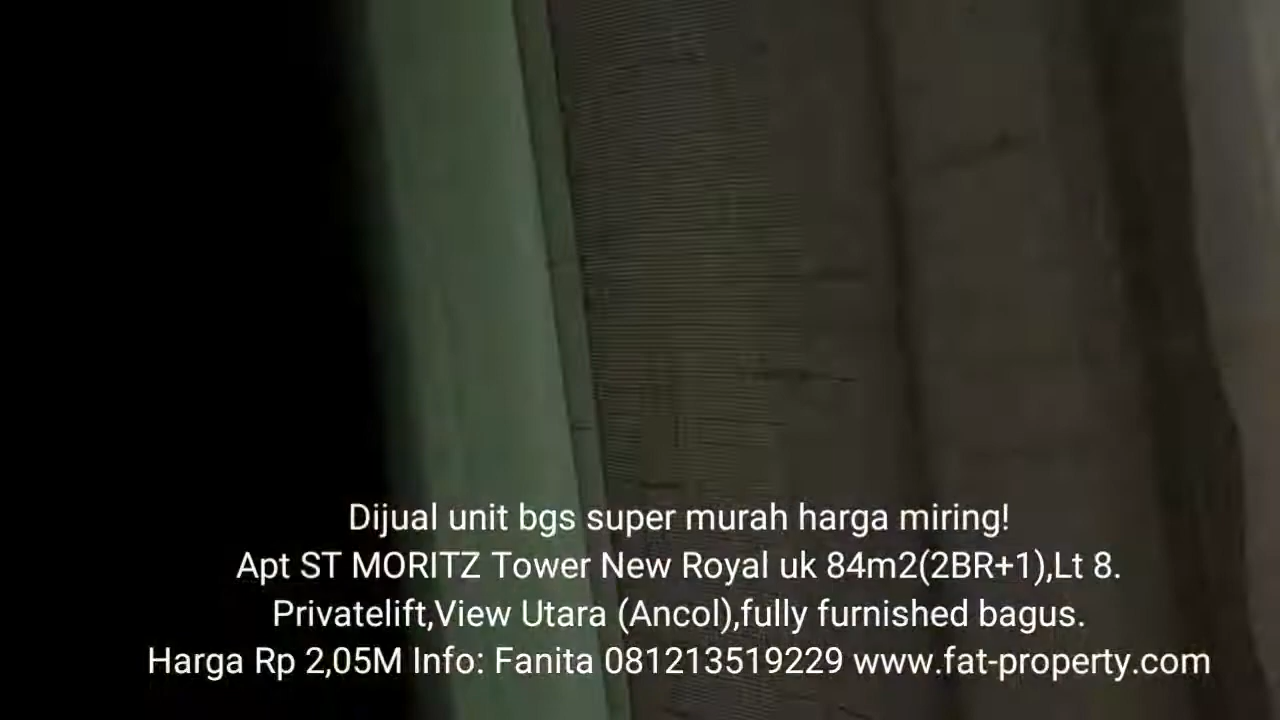 Dijual unit bgs super murah harga miring!
Apt ST MORITZ Tower New Royal uk 84m2(2BR+1),Lt 8.
Privatelift,View Utara (Ancol),fully furnished bagus.
Harga Rp 2,05M Info: Fanita 081213519229 www.fat-property.com